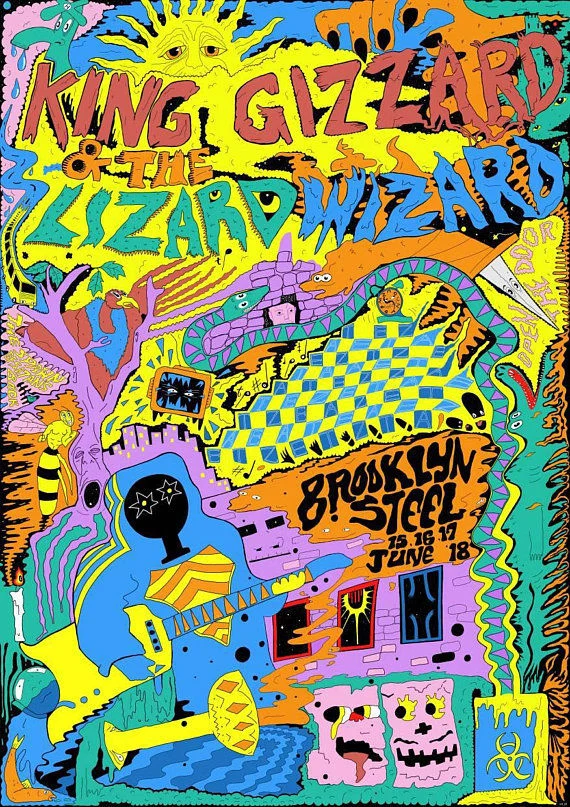 KING GIZZARD
& THE
LIZARD WIZARD
OPEN DOOR
BROOKLYN
STEEL
15 16 17
JUNE 18